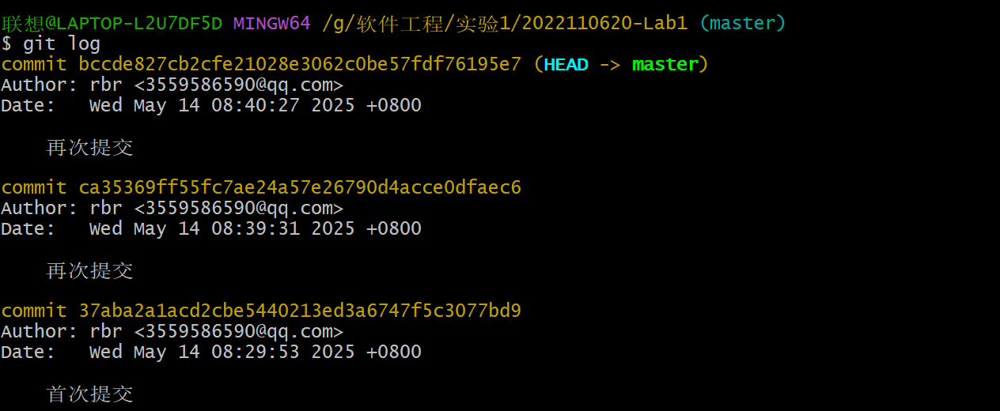 联想@LAPTOP-L2U7DF5D MINGW64 /g/软件工程/实验1/2022110620-Lab1 (master)
$ git log
commit bccde827cb2cfe21028e3062c0be57fdf76195e7 (HEAD -> master)
Author: rbr <3559586590@qq.com>
Date:   Wed May 14 08:40:27 2025 +0800
再次提交
commit ca35369ff55fc7ae24a57e26790d4acce0dfaec6
Author: rbr <3559586590@qq.com>
Date:   Wed May 14 08:39:31 2025 +0800
再次提交
commit 37aba2a1acd2cbe5440213ed3a6747f5c3077bd9
Author: rbr <3559586590@qq.com>
Date:   Wed May 14 08:29:53 2025 +0800
首次提交